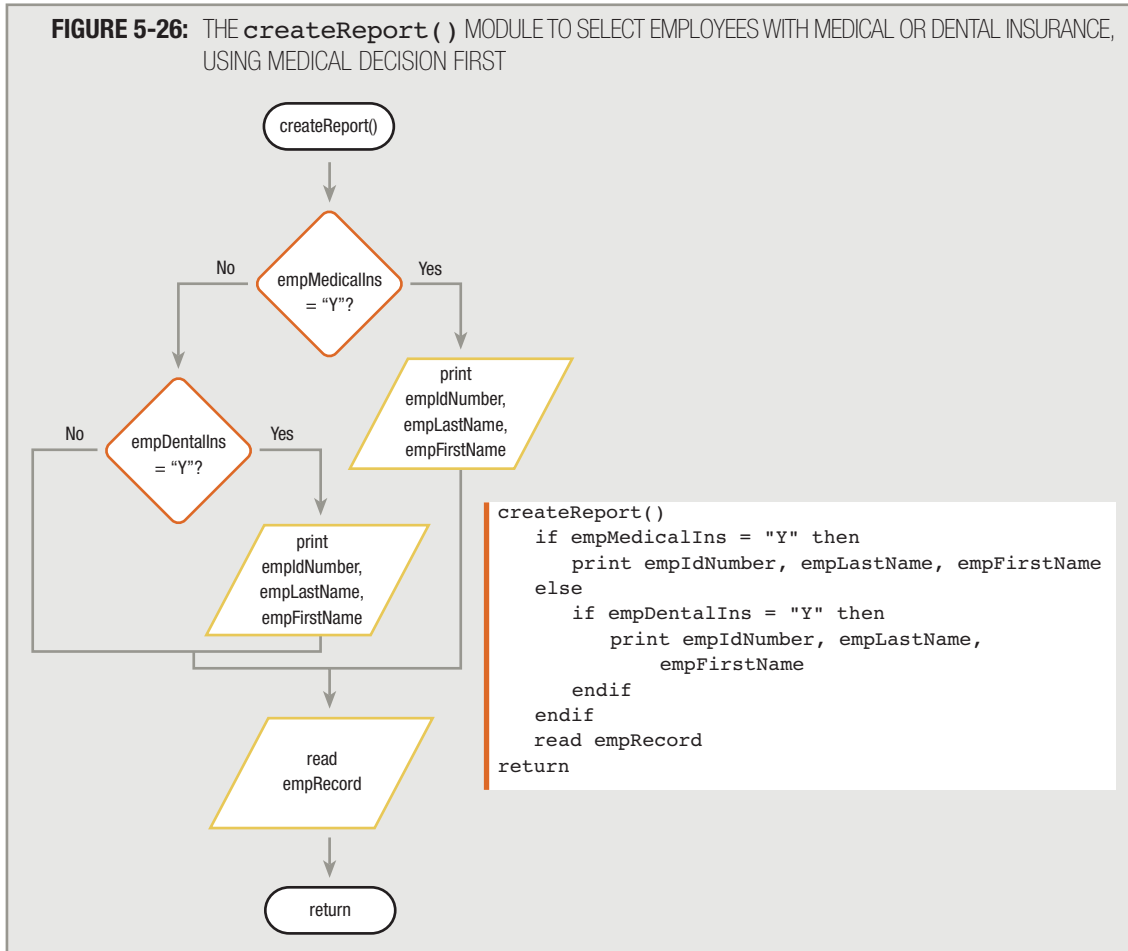 FIGURE 5-26: THE createReport() MODULE TO SELECT EMPLOYEES WITH MEDICAL OR DENTAL INSURANCE,
USING MEDICAL DECISION FIRST
createReport()
No
empMedicalIns
= “Y”?
Yes
print
empIdNumber,
empLastName,
empFirstName
No
empDentalIns
= “Y”?
Yes
print
empIdNumber,
empLastName,
empFirstName
read
empRecord
return
createReport()
if empMedicalIns = "Y" then
print empIdNumber, empLastName, empFirstName
else
if empDentalIns = "Y" then
print empIdNumber, empLastName,
empFirstName
endif
endif
read empRecord
return